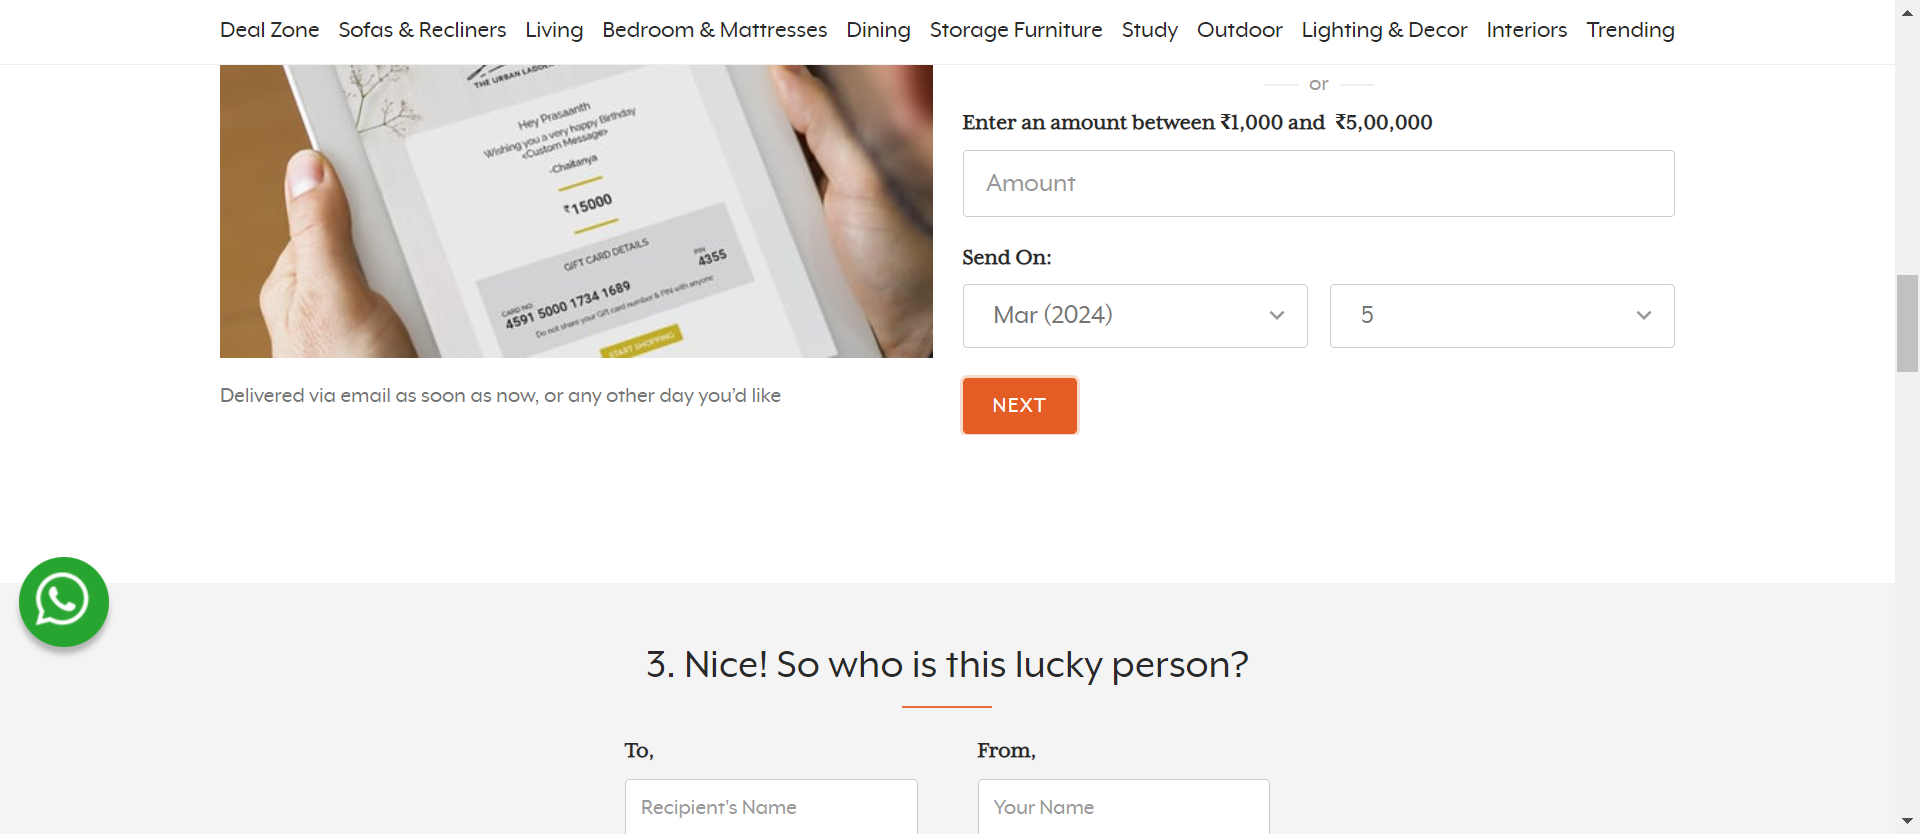 Deal Zone Sofas & Recliners Living Bedroom & Mattresses Dining Storage Furniture Study Outdoor Lighting & Decor Interiors Trending
THE URBAN LADDER
Hey Prasaanth
Wishing you a very happy Birthday
<Custom Message>
-Chaitanya
₹15000
GIFT CARD DETAILS
CARD NO. PIN
4591 5000 1734 1689 4355
Do not share your Gift card number & PIN with anyone
START SHOPPING
Delivered via email as soon as now, or any other day you'd like
or
Enter an amount between ₹1,000 and ₹5,00,000
Amount
Send On:
Mar (2024) 5
NEXT
3. Nice! So who is this lucky person?
To, From,
Recipient's Name Your Name